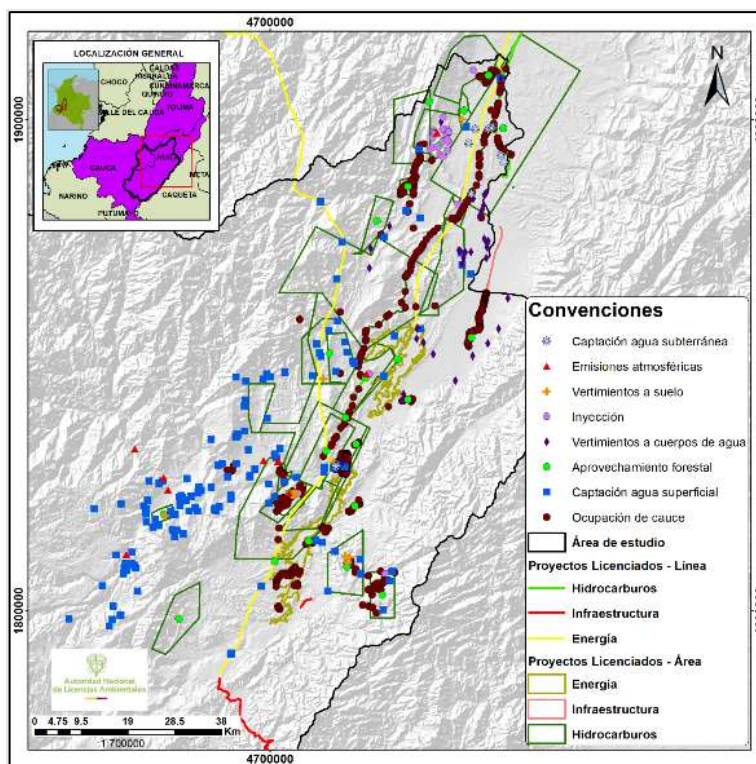 4700000
LOCALIZACIÓN GENERAL
CHOCO
CALDAS
RISARALDA
CUNDINAMARCA
QUINDIO
TOLIMA
VALLE DEL CAUCA
HUILA
CAUCA
META
NARIÑO
CAQUETA
PUTUMAYO
N
1900000
1800000
Convenciones
Captación agua subterránea
Emisiones atmosféricas
Vertimientos a suelo
Inyección
Vertimientos a cuerpos de agua
Aprovechamiento forestal
Captación agua superficial
Ocupación de cauce
Área de estudio
Proyectos Licenciados - Línea
Hidrocarburos
Infraestructura
Energía
Proyectos Licenciados - Área
Energía
Infraestructura
Hidrocarburos
Autoridad Nacional
de Licencias Ambientales
0 4.75 9.5 19 28.5 38
Km
1:700000
4700000